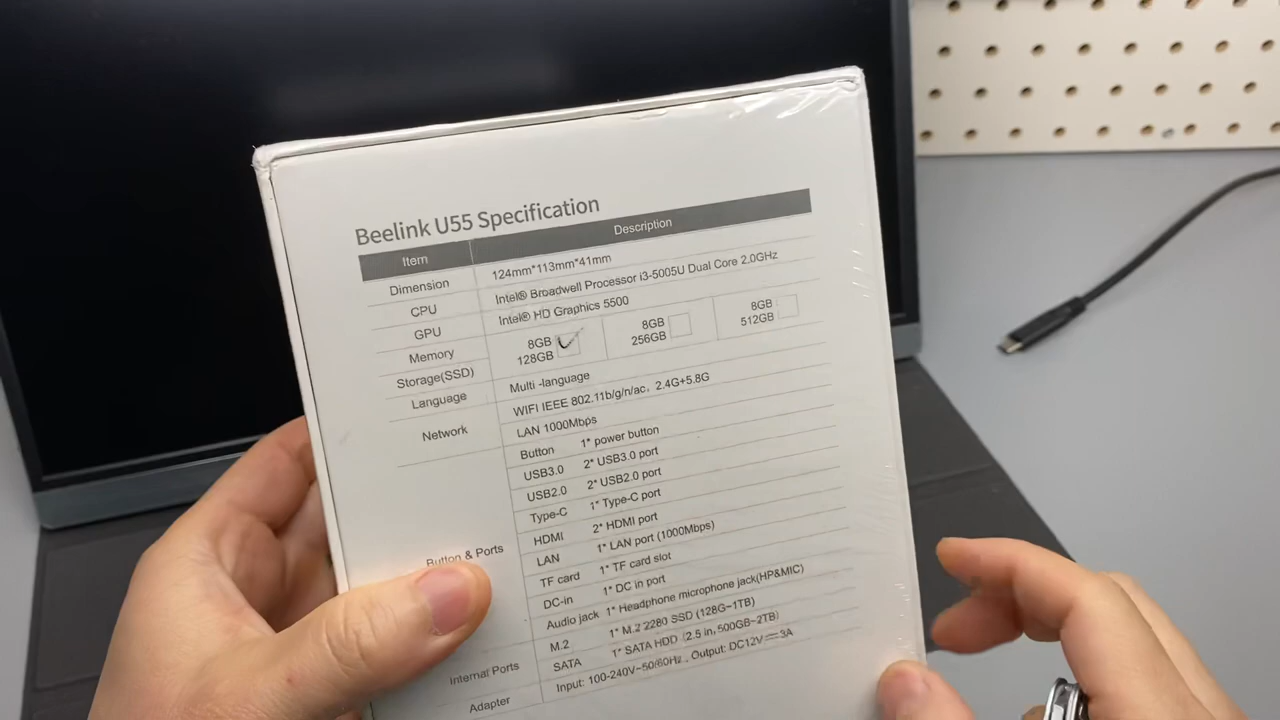 Beelink U55 Specification
Item Description
Dimension 124mm*113mm*41mm
CPU Intel® Broadwell Processor i3-5005U Dual Core 2.0GHz
GPU Intel® HD Graphics 5500
Memory 8GB 8GB 8GB
Storage(SSD) 128GB 256GB 512GB
Language Multi -language
Network WIFI IEEE 802.11b/g/n/ac, 2.4G+5.8G
LAN 1000Mbps
Button & Ports
Button 1* power button
USB3.0 2* USB3.0 port
USB2.0 2* USB2.0 port
Type-C 1* Type-C port
HDMI 2* HDMI port
LAN 1* LAN port (1000Mbps)
TF card 1* TF card slot
DC-in 1* DC in port
Audio jack 1* Headphone microphone jack(HP&MIC)
Internal Ports
M.2 1* M.2 2280 SSD (128G~1TB)
SATA 1* SATA HDD (2.5 in, 500GB~2TB)
Adapter Input: 100-240V~50/60Hz, Output: DC12V⎓3A